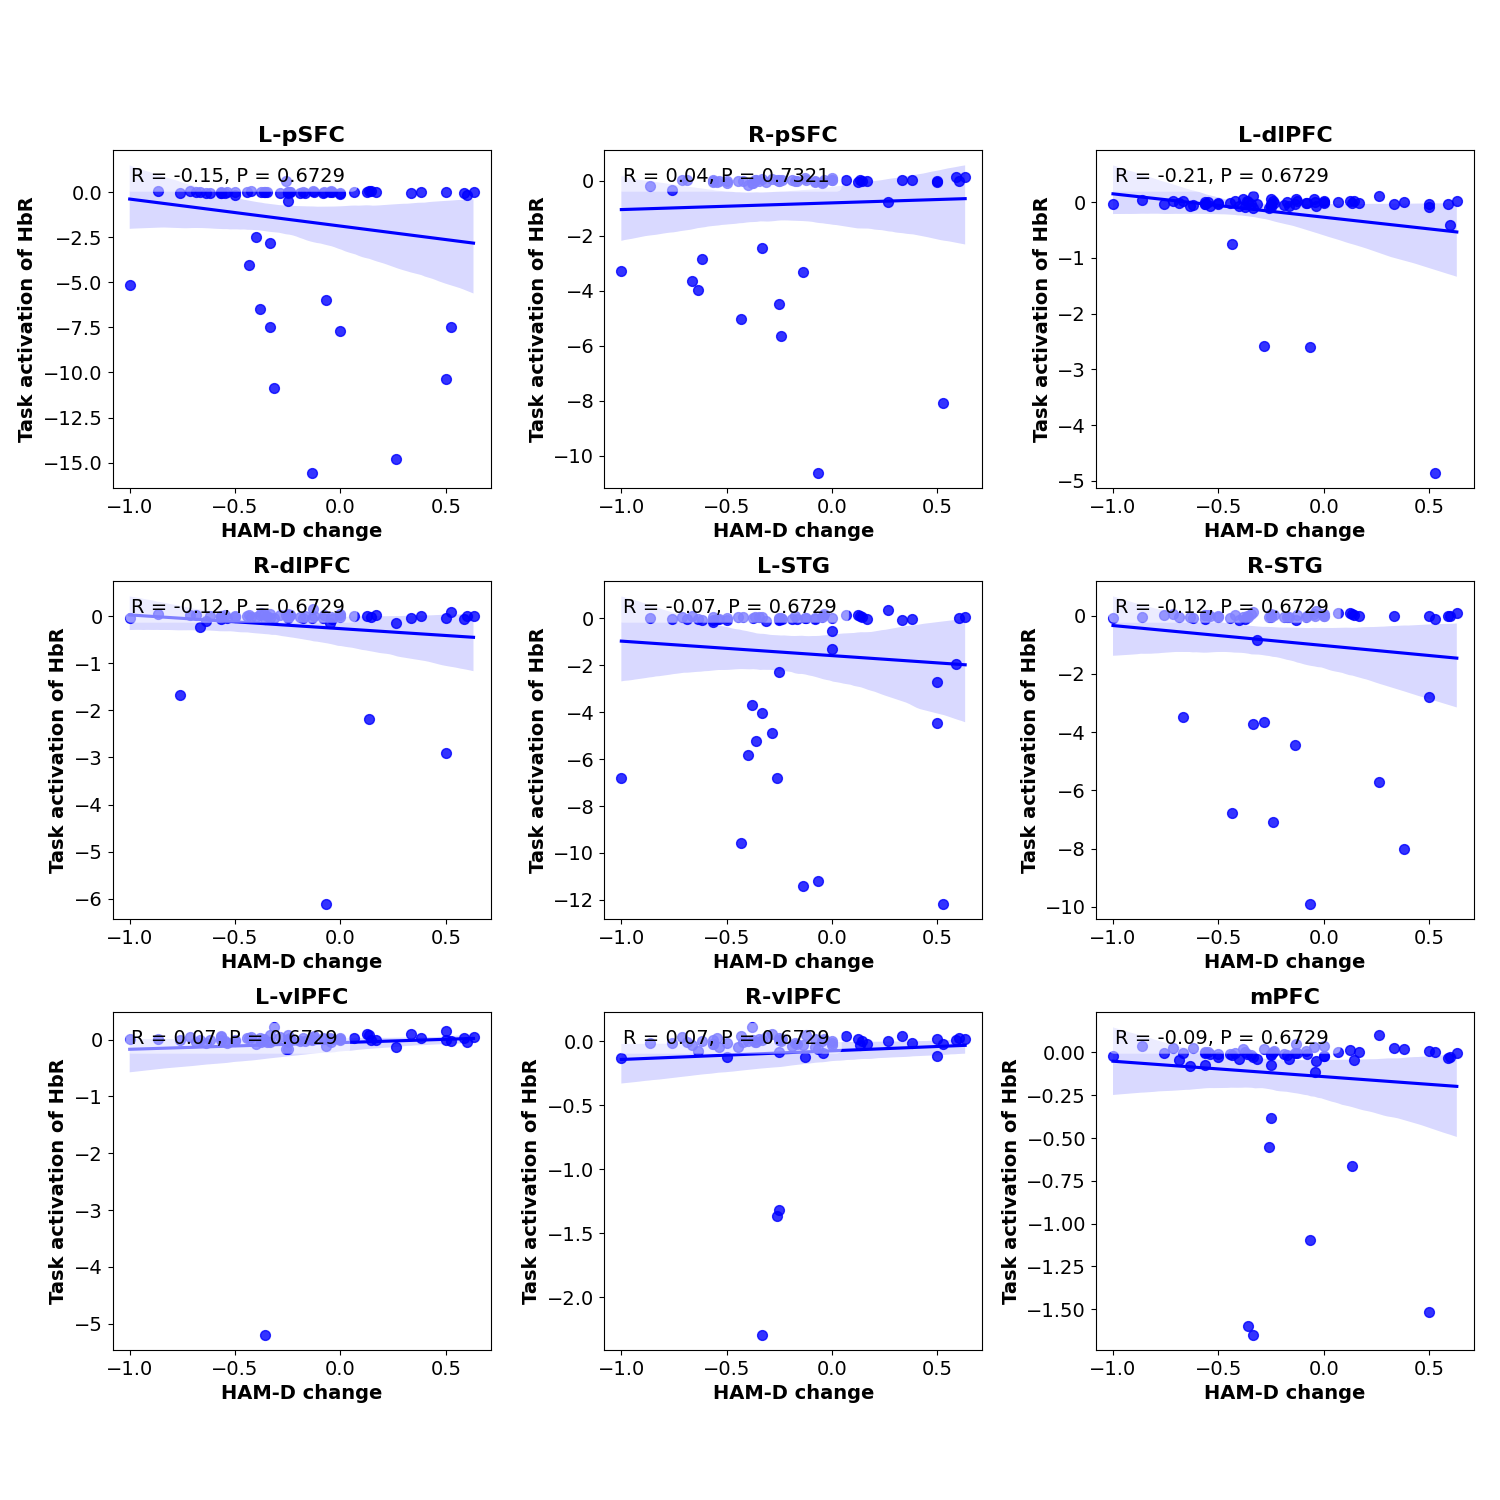 L-pSFC
R = -0.15, P = 0.6729
Task activation of HbR
0.0
−2.5
−5.0
−7.5
−10.0
−12.5
−15.0
−1.0 −0.5 0.0 0.5
HAM-D change
R-pSFC
R = 0.04, P = 0.7321
Task activation of HbR
0
−2
−4
−6
−8
−10
−1.0 −0.5 0.0 0.5
HAM-D change
L-dlPFC
R = -0.21, P = 0.6729
Task activation of HbR
0
−1
−2
−3
−4
−5
−1.0 −0.5 0.0 0.5
HAM-D change
R-dlPFC
R = -0.12, P = 0.6729
Task activation of HbR
0
−1
−2
−3
−4
−5
−6
−1.0 −0.5 0.0 0.5
HAM-D change
L-STG
R = -0.07, P = 0.6729
Task activation of HbR
0
−2
−4
−6
−8
−10
−12
−1.0 −0.5 0.0 0.5
HAM-D change
R-STG
R = -0.12, P = 0.6729
Task activation of HbR
0
−2
−4
−6
−8
−10
−1.0 −0.5 0.0 0.5
HAM-D change
L-vlPFC
R = 0.07, P = 0.6729
Task activation of HbR
0
−1
−2
−3
−4
−5
−1.0 −0.5 0.0 0.5
HAM-D change
R-vlPFC
R = 0.07, P = 0.6729
Task activation of HbR
0.0
−0.5
−1.0
−1.5
−2.0
−1.0 −0.5 0.0 0.5
HAM-D change
mPFC
R = -0.09, P = 0.6729
Task activation of HbR
0.00
−0.25
−0.50
−0.75
−1.00
−1.25
−1.50
−1.0 −0.5 0.0 0.5
HAM-D change